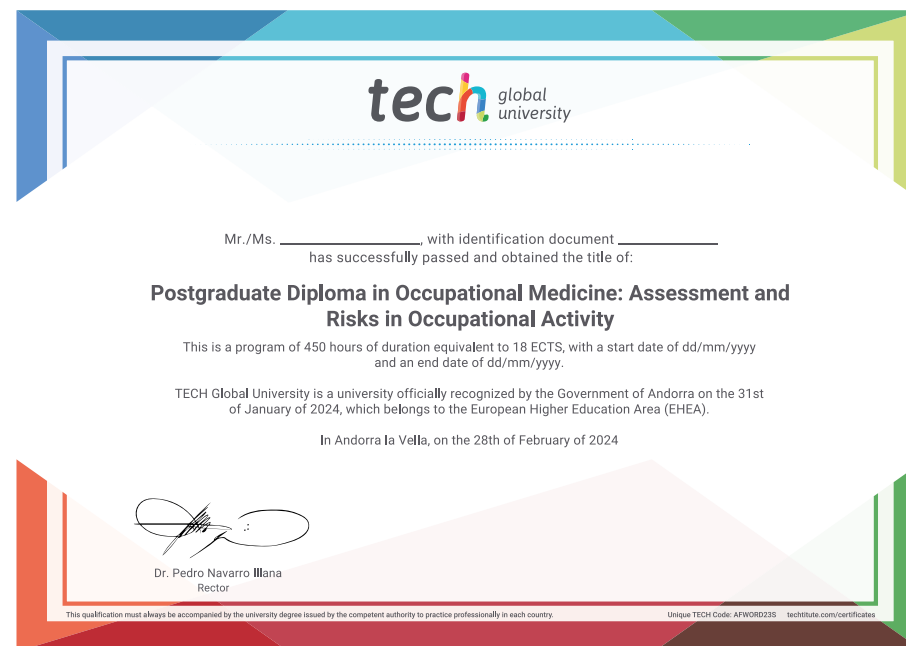 tech global university
Mr./Ms. ____________, with identification document ____________
has successfully passed and obtained the title of:
Postgraduate Diploma in Occupational Medicine: Assessment and
Risks in Occupational Activity
This is a program of 450 hours of duration equivalent to 18 ECTS, with a start date of dd/mm/yyyy
and an end date of dd/mm/yyyy.
TECH Global University is a university officially recognized by the Government of Andorra on the 31st
of January of 2024, which belongs to the European Higher Education Area (EHEA).
In Andorra la Vella, on the 28th of February of 2024
Dr. Pedro Navarro Illana
Rector
This qualification must always be accompanied by the university degree issued by the competent authority to practice professionally in each country.
Unique TECH Code: AFWORD23S techtitute.com/certificates